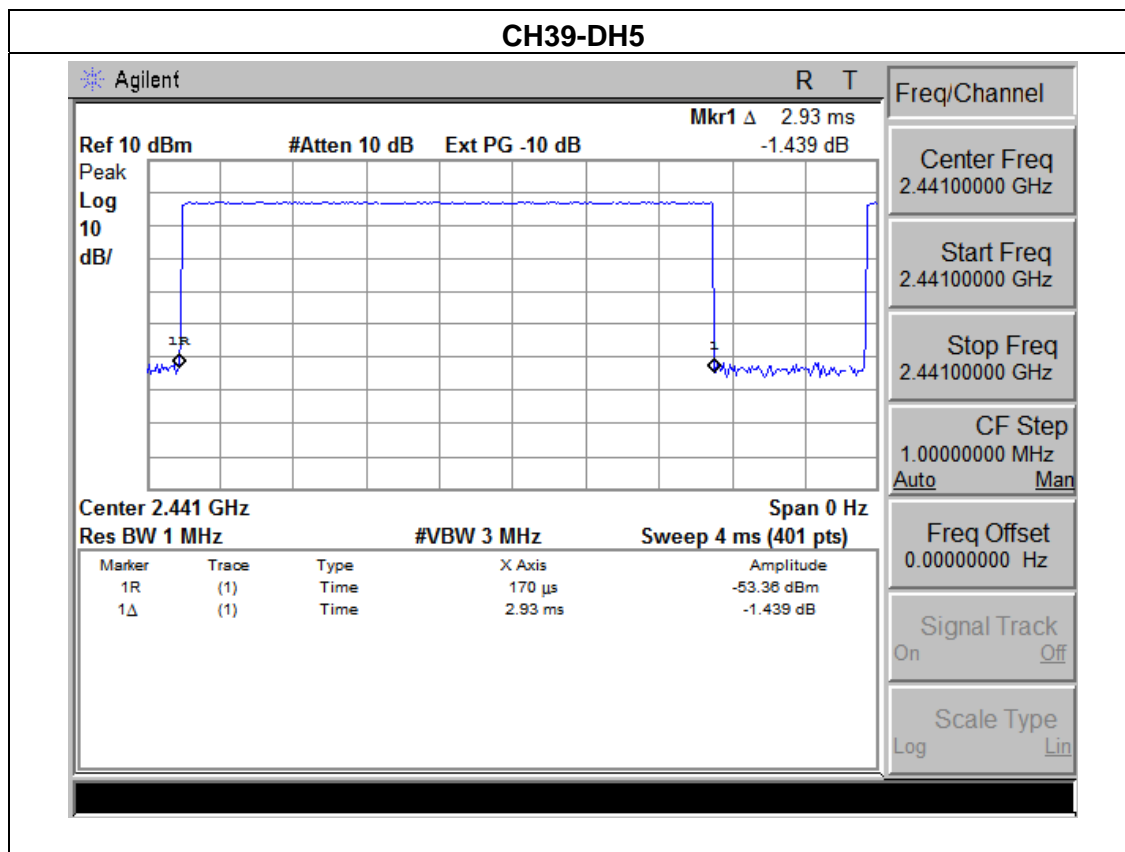 CH39-DH5
Agilent R T
Mkr1 Δ 2.93 ms
Ref 10 dBm #Atten 10 dB Ext PG -10 dB -1.439 dB
Peak
Log
10
dB/
1R
1
Center 2.441 GHz Span 0 Hz
Res BW 1 MHz #VBW 3 MHz Sweep 4 ms (401 pts)
Marker Trace Type X Axis Amplitude
1R (1) Time 170 µs -53.36 dBm
1Δ (1) Time 2.93 ms -1.439 dB
Freq/Channel
Center Freq
2.44100000 GHz
Start Freq
2.44100000 GHz
Stop Freq
2.44100000 GHz
CF Step
1.00000000 MHz
Auto Man
Freq Offset
0.00000000 Hz
Signal Track
On Off
Scale Type
Log Lin